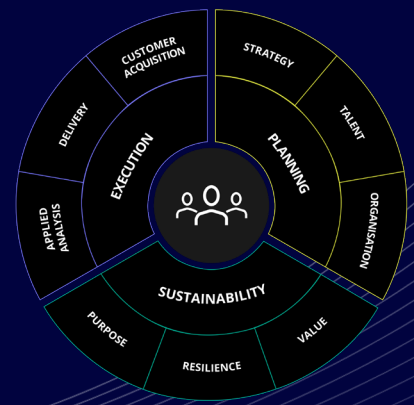 CUSTOMER
ACQUISITION
STRATEGY
DELIVERY
TALENT
EXECUTION
PLANNING
APPLIED
ANALYSIS
ORGANISATION
SUSTAINABILITY
PURPOSE
RESILIENCE
VALUE